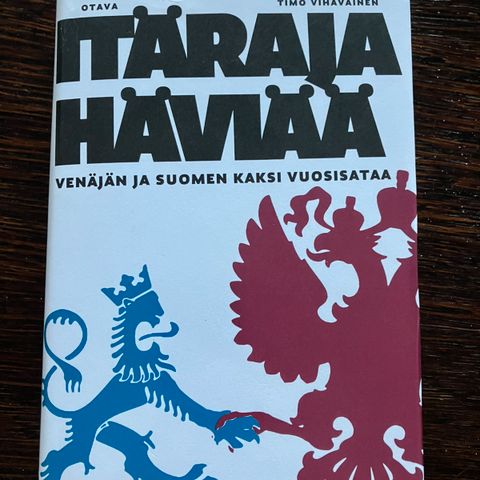 OTAVA TIMO VIHAVAINEN
ITÄRAJA
HÄVIÄÄ
VENÄJÄN JA SUOMEN KAKSI VUOSISATAA